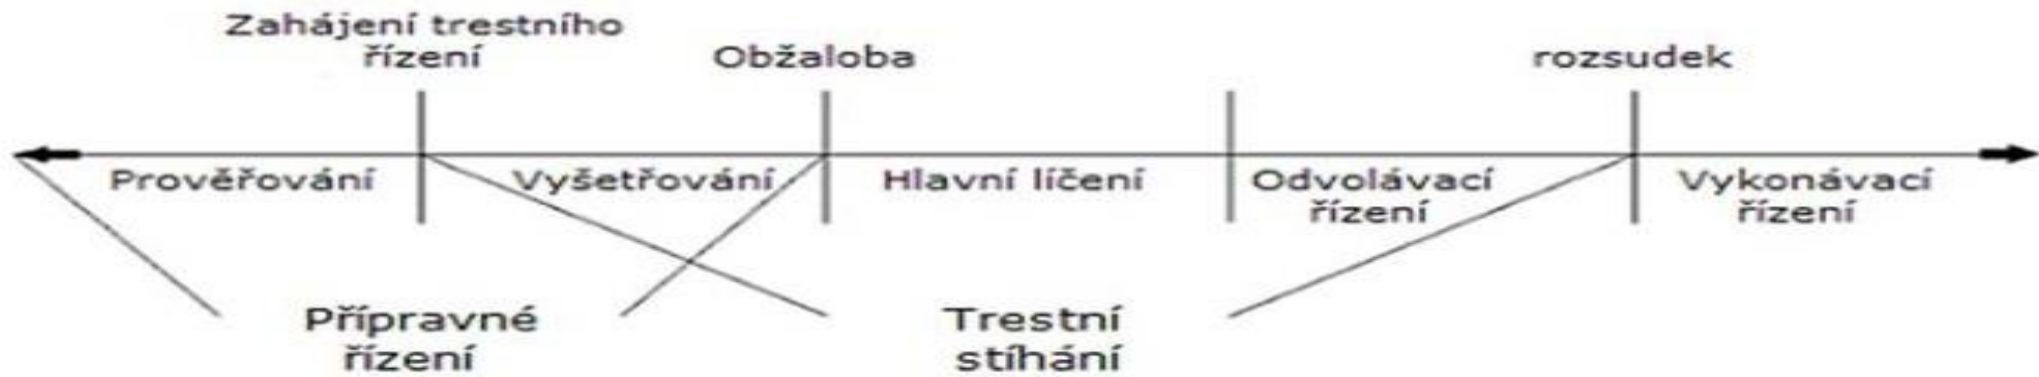 Zahájení trestního
řízení
Obžaloba
rozsudek
Prověřování
Vyšetřování
Hlavní líčení
Odvolávací
řízení
Vykonávací
řízení
Přípravné
řízení
Trestní
stíhání